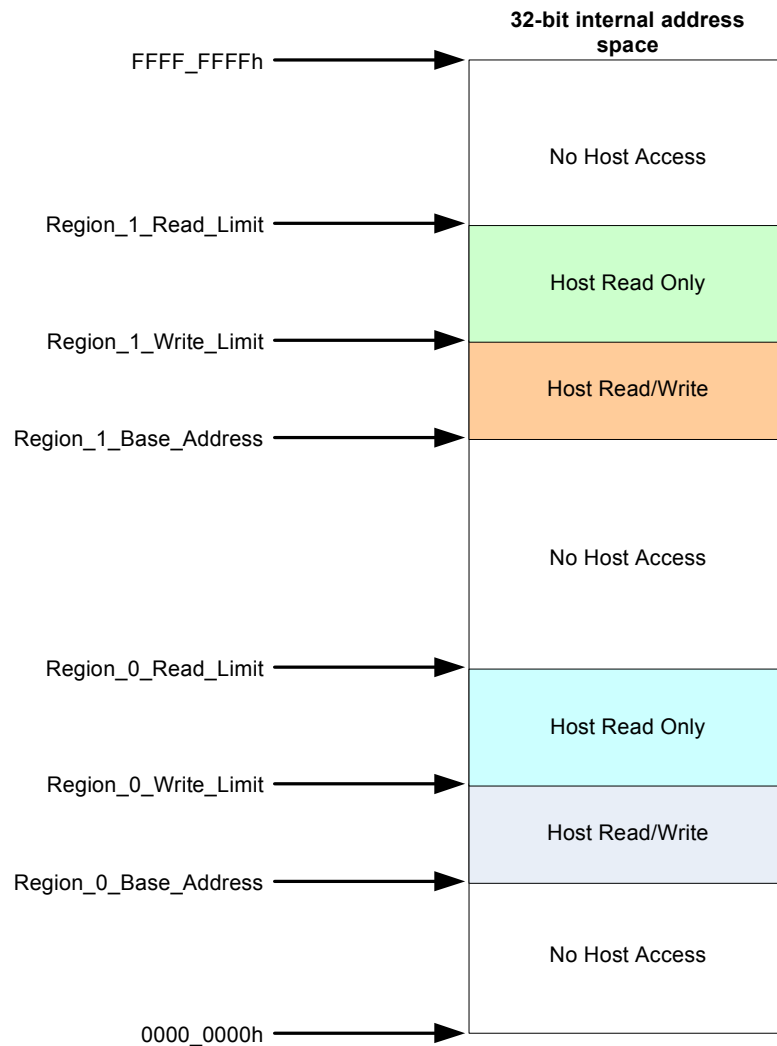 32-bit internal address
space
FFFF_FFFFh
No Host Access
Region_1_Read_Limit
Host Read Only
Region_1_Write_Limit
Host Read/Write
Region_1_Base_Address
No Host Access
Region_0_Read_Limit
Host Read Only
Region_0_Write_Limit
Host Read/Write
Region_0_Base_Address
No Host Access
0000_0000h